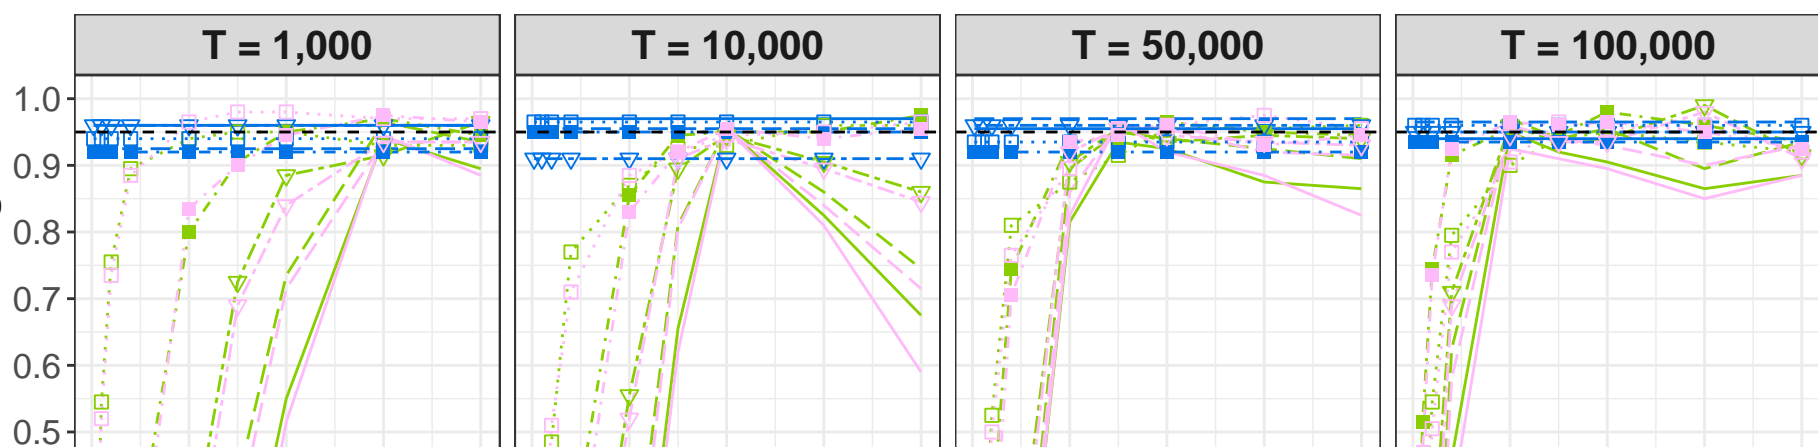 T = 1,000
T = 10,000
T = 50,000
T = 100,000
1.0
0.9
0.8
0.7
0.6
0.5